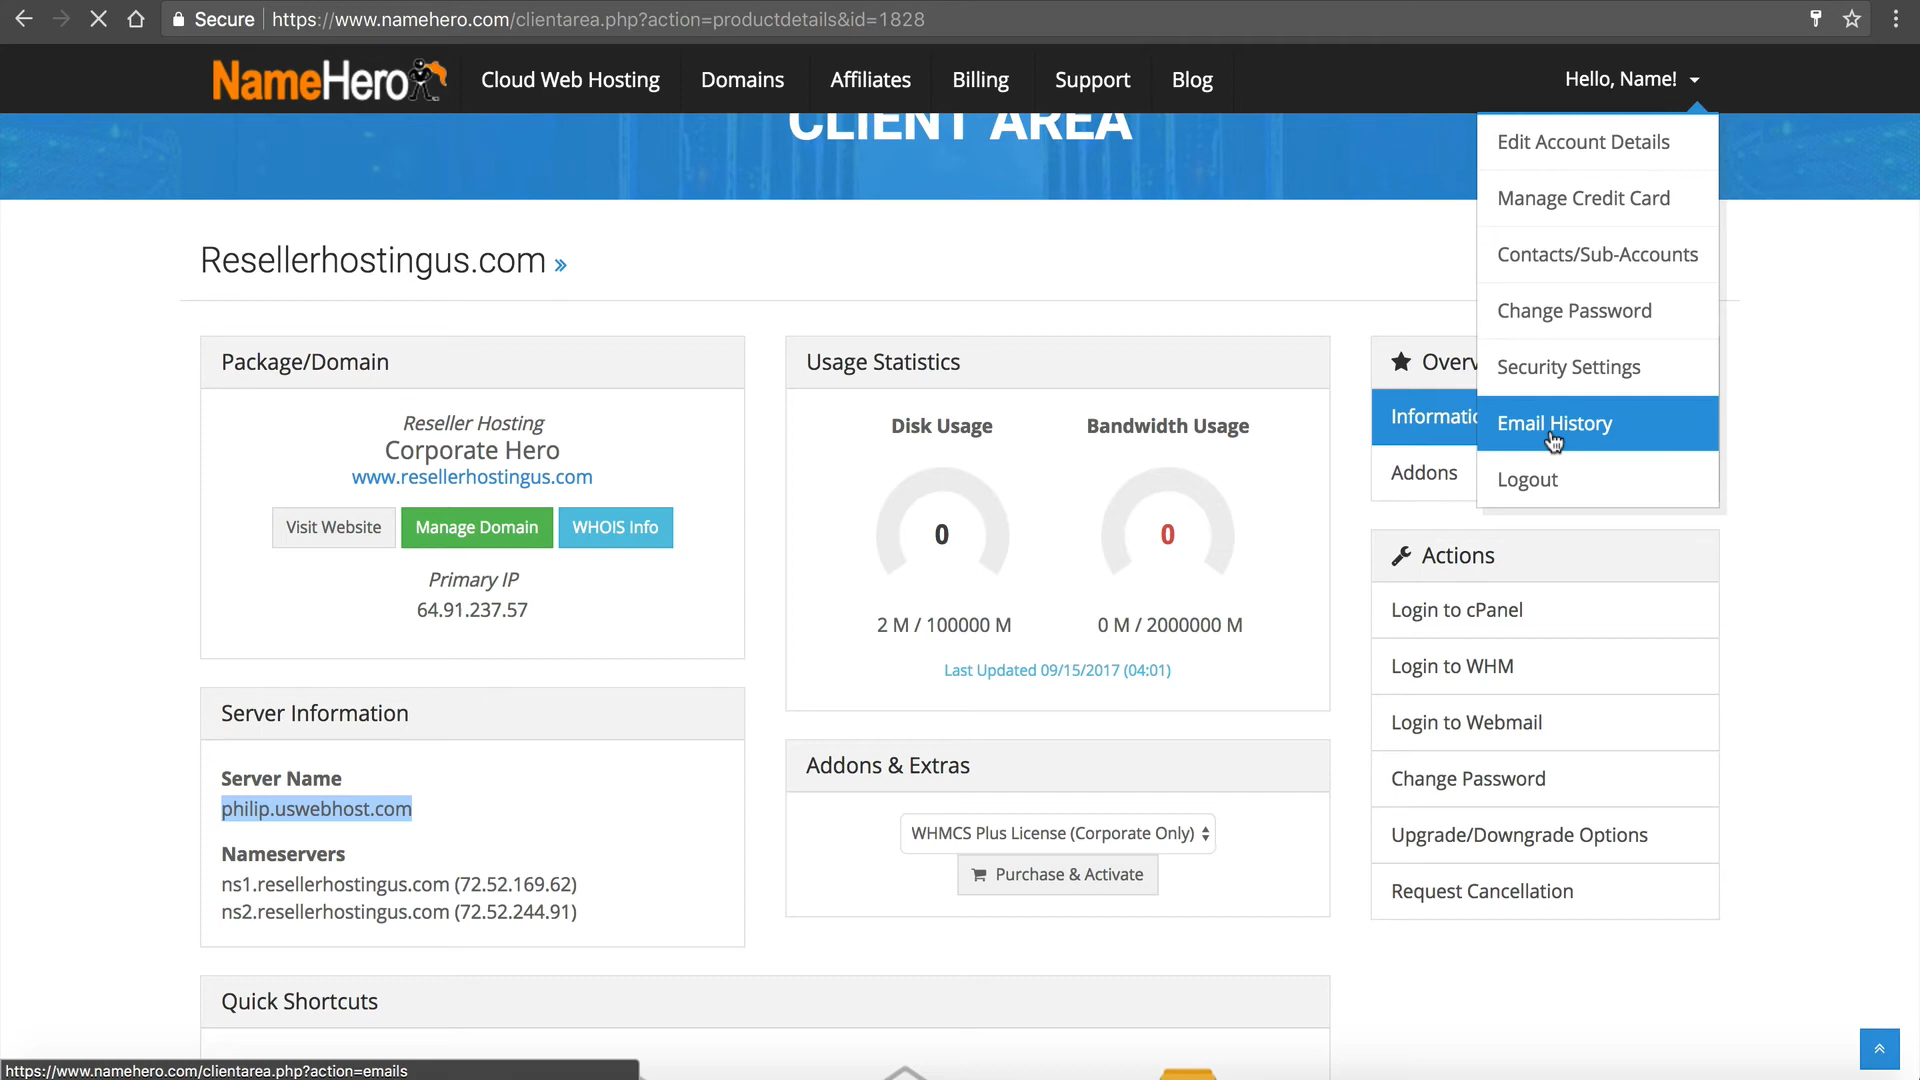 Secure https://www.namehero.com/clientarea.php?action=productdetails&id=1828
NameHero
Cloud Web Hosting
Domains
Affiliates
Billing
Support
Blog
Hello, Name!
CLIENT AREA
Edit Account Details
Manage Credit Card
Contacts/Sub-Accounts
Change Password
Security Settings
Email History
Logout
Resellerhostingus.com »
Package/Domain
Reseller Hosting
Corporate Hero
www.resellerhostingus.com
Visit Website
Manage Domain
WHOIS Info
Primary IP
64.91.237.57
Server Information
Server Name
philip.uswebhost.com
Nameservers
ns1.resellerhostingus.com (72.52.169.62)
ns2.resellerhostingus.com (72.52.244.91)
Usage Statistics
Disk Usage
Bandwidth Usage
0
0
2 M / 100000 M
0 M / 2000000 M
Last Updated 09/15/2017 (04:01)
Addons & Extras
WHMCS Plus License (Corporate Only)
Purchase & Activate
Addons
Actions
Login to cPanel
Login to WHM
Login to Webmail
Change Password
Upgrade/Downgrade Options
Request Cancellation
Quick Shortcuts
https://www.namehero.com/clientarea.php?action=emails